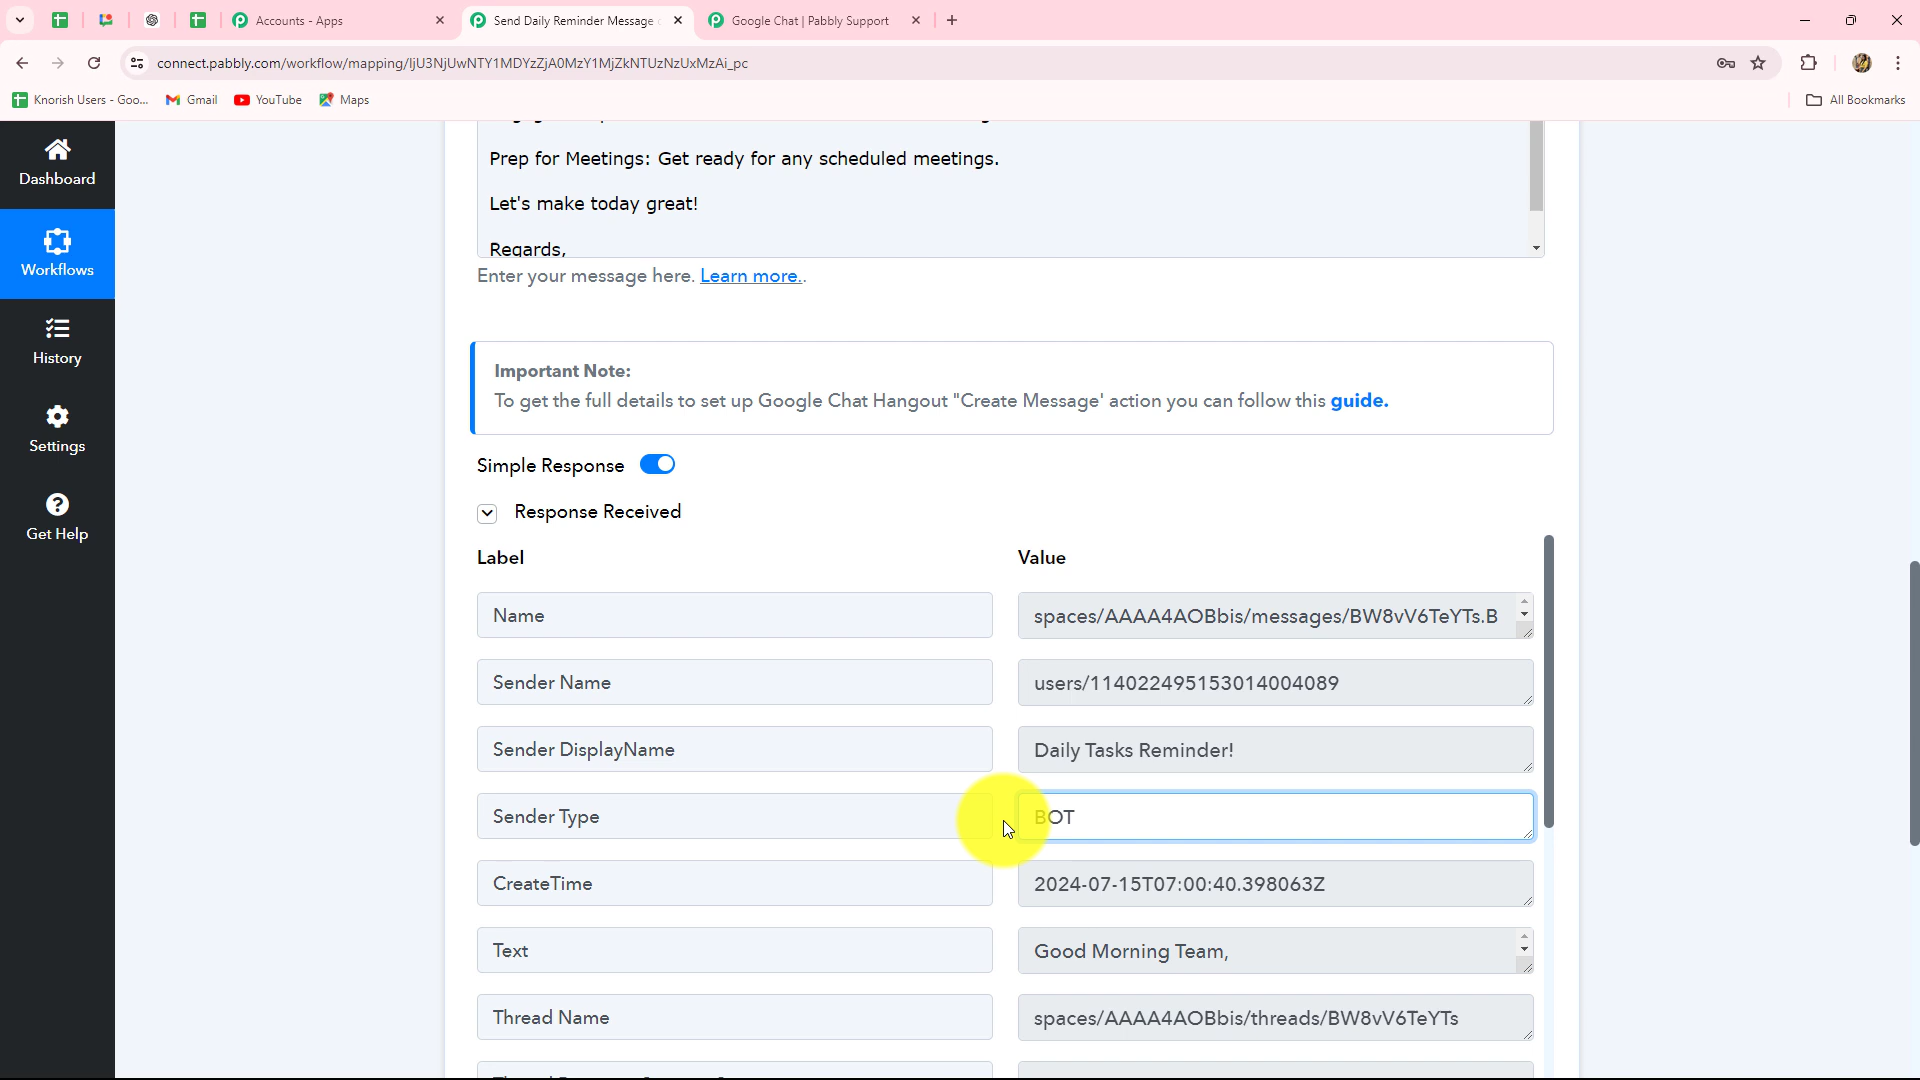 Accounts - Apps
Send Daily Reminder Message
Google Chat | Pabbly Support
connect.pabbly.com/workflow/mapping/IjU3NjUwNTY1MDYzZjA0MzY1MjZkNTUzNzUxMzAi_pc
Knorish Users - Goo...
Gmail
YouTube
Maps
All Bookmarks
Dashboard
Workflows
History
Settings
Get Help
Prep for Meetings: Get ready for any scheduled meetings.
Let's make today great!
Regards,
Enter your message here. Learn more..
Important Note:
To get the full details to set up Google Chat Hangout "Create Message' action you can follow this guide.
Simple Response
Response Received
Label
Value
Name
spaces/AAAA4AOBbis/messages/BW8vV6TeYTs.B
Sender Name
users/114022495153014004089
Sender DisplayName
Daily Tasks Reminder!
Sender Type
BOT
CreateTime
2024-07-15T07:00:40.398063Z
Text
Good Morning Team,
Thread Name
spaces/AAAA4AOBbis/threads/BW8vV6TeYTs